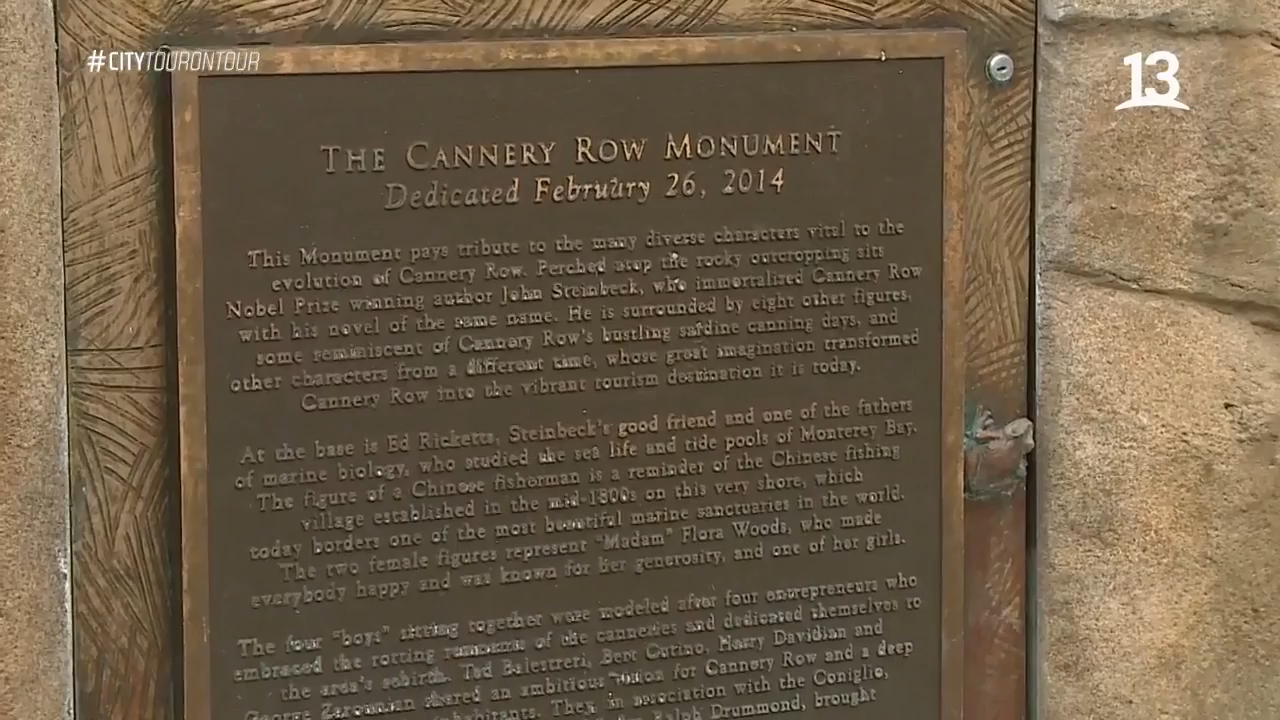 #CITYTOURONTOUR
13
THE CANNERY ROW MONUMENT
Dedicated February 26, 2014
This Monument pays tribute to the many diverse characters vital to the
evolution of Cannery Row. Perched atop the rocky outcropping sits
Nobel Prize winning author John Steinbeck, who immortalized Cannery Row
with his novel of the same name. He is surrounded by eight other figures,
some reminiscent of Cannery Row's bustling sardine canning days, and
other characters from a different time, whose great imagination transformed
Cannery Row into the vibrant tourism destination it is today.
At the base is Ed Ricketts, Steinbeck's good friend and one of the fathers
of marine biology, who studied the sea life and tide pools of Monterey Bay.
The figure of a Chinese fisherman is a reminder of the Chinese fishing
village established in the mid-1800s on this very shore, which
today borders one of the most beautiful marine sanctuaries in the world.
The two female figures represent "Madam" Flora Woods, who made
everybody happy and was known for her generosity, and one of her girls.
The four "boys" sitting together were modeled after four entrepreneurs who
embraced the rotting remnants of the canneries and dedicated themselves to
the area's rebirth. Ted Balestreri, Bert Cutino, Harry Davidian and
George Zarounian shared an ambitious vision for Cannery Row and a deep
inhabitants. They, in association with the Coniglio,
Ralph Drummond, brought